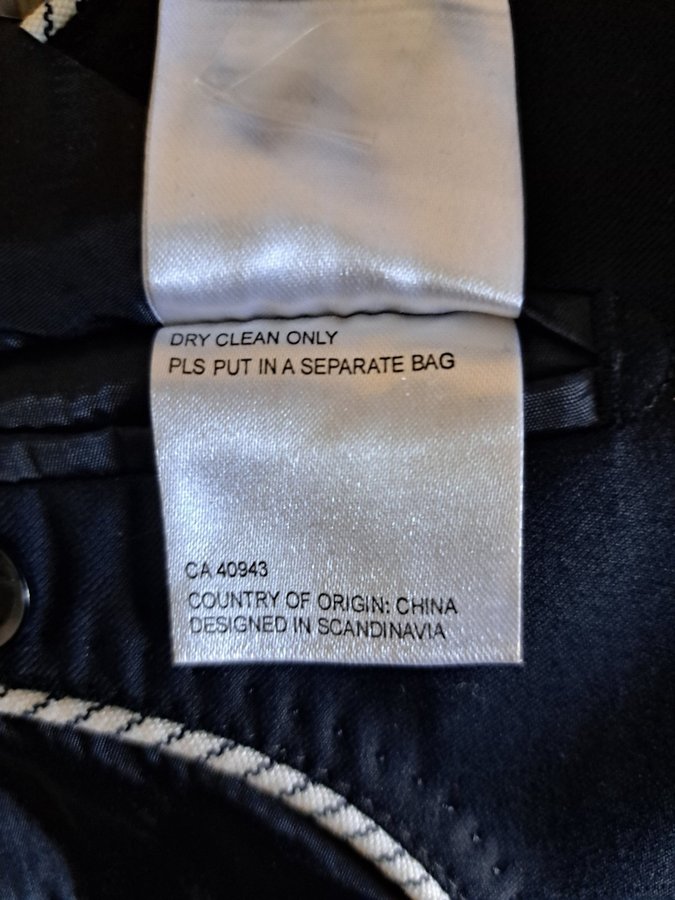 DRY CLEAN ONLY
PLS PUT IN A SEPARATE BAG
CA 40943
COUNTRY OF ORIGIN: CHINA
DESIGNED IN SCANDINAVIA